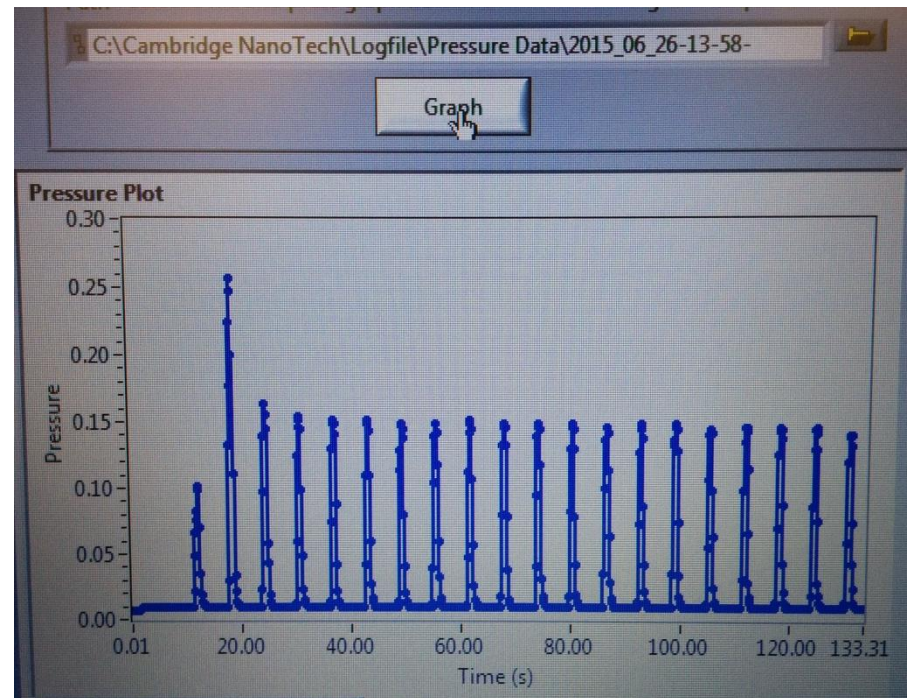 C:\Cambridge NanoTech\Logfile\Pressure Data\2015_06_26-13-58-
Graph
Pressure Plot
0.30
0.25
0.20
0.15
0.10
0.05
0.00
Pressure
0.01 20.00 40.00 60.00 80.00 100.00 120.00 133.31
Time (s)